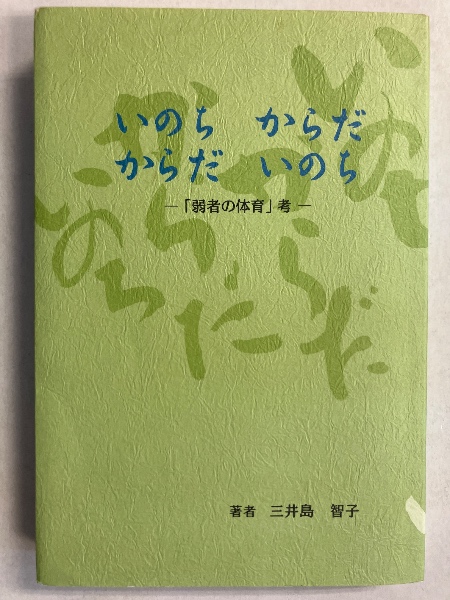 いのち　からだ
からだ　いのち
―「弱者の体育」考―
著者　三井島　智子